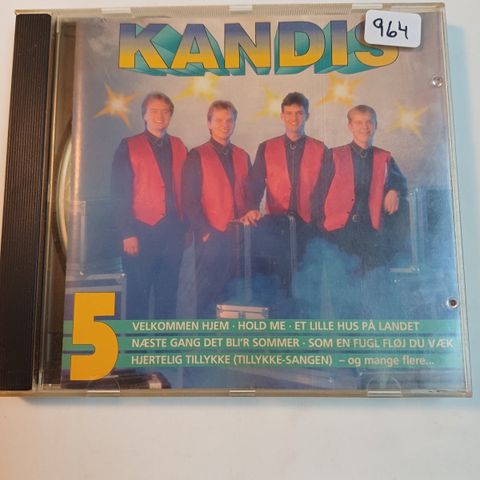 KANDIS
964
5
VELKOMMEN HJEM · HOLD ME · ET LILLE HUS PÅ LANDET
NÆSTE GANG DET BLI'R SOMMER · SOM EN FUGL FLØJ DU VÆK
HJERTELIG TILLYKKE (TILLYKKE-SANGEN) – og mange flere...